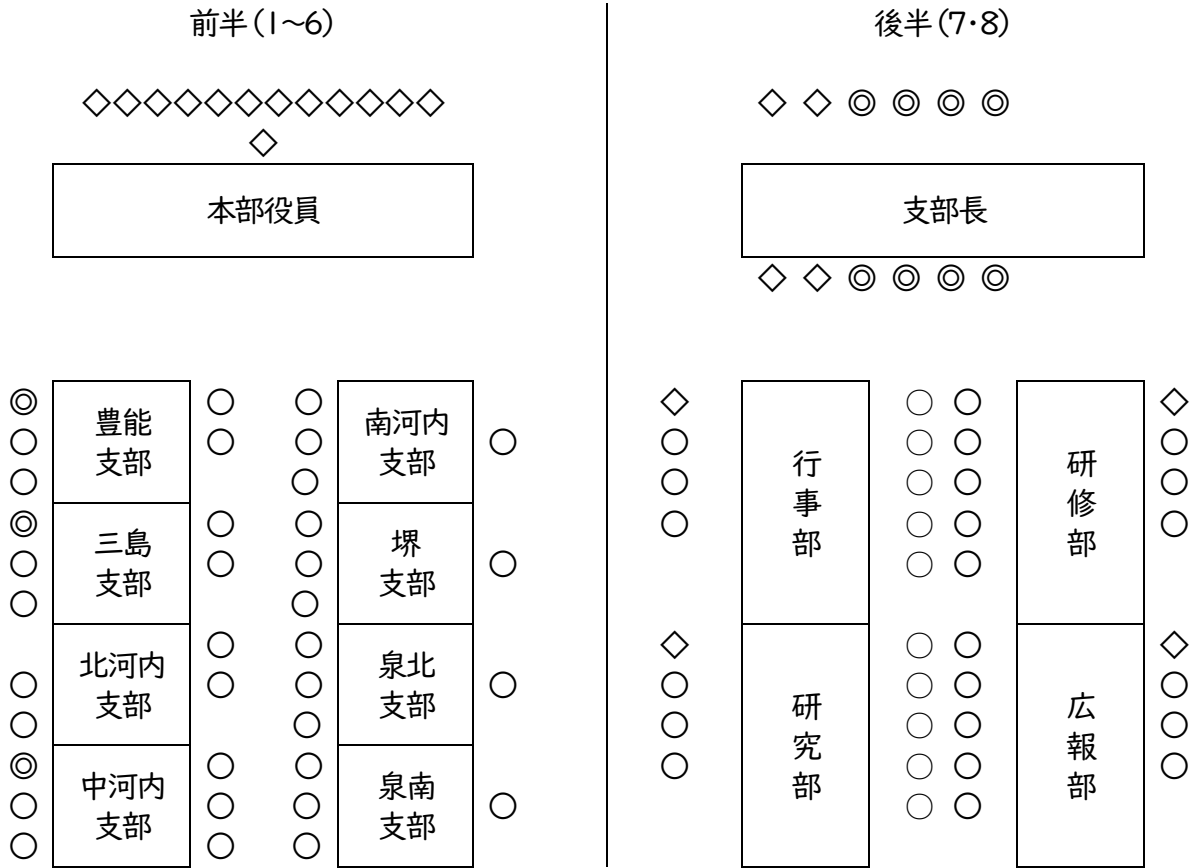 前半(1～6)
◇◇◇◇◇◇◇◇◇◇◇◇
◇
本部役員
◎
○
○
豊能
支部
○
○
○
○
○
南河内
支部
○
◎
○
○
三島
支部
○
○
○
○
○
堺
支部
○
○
○
北河内
支部
○
○
○
○
○
泉北
支部
○
◎
○
○
中河内
支部
○
○
○
○
○
○
泉南
支部
○
後半(7・8)
◇ ◇ ◎ ◎ ◎ ◎
支部長
◇ ◇ ◎ ◎ ◎ ◎
◇
○
○
○
行事部
○ ○
○ ○
○ ○
○ ○
○ ○
研修部
◇
○
○
○
◇
○
○
○
研究部
○ ○
○ ○
○ ○
○ ○
○ ○
広報部
◇
○
○
○